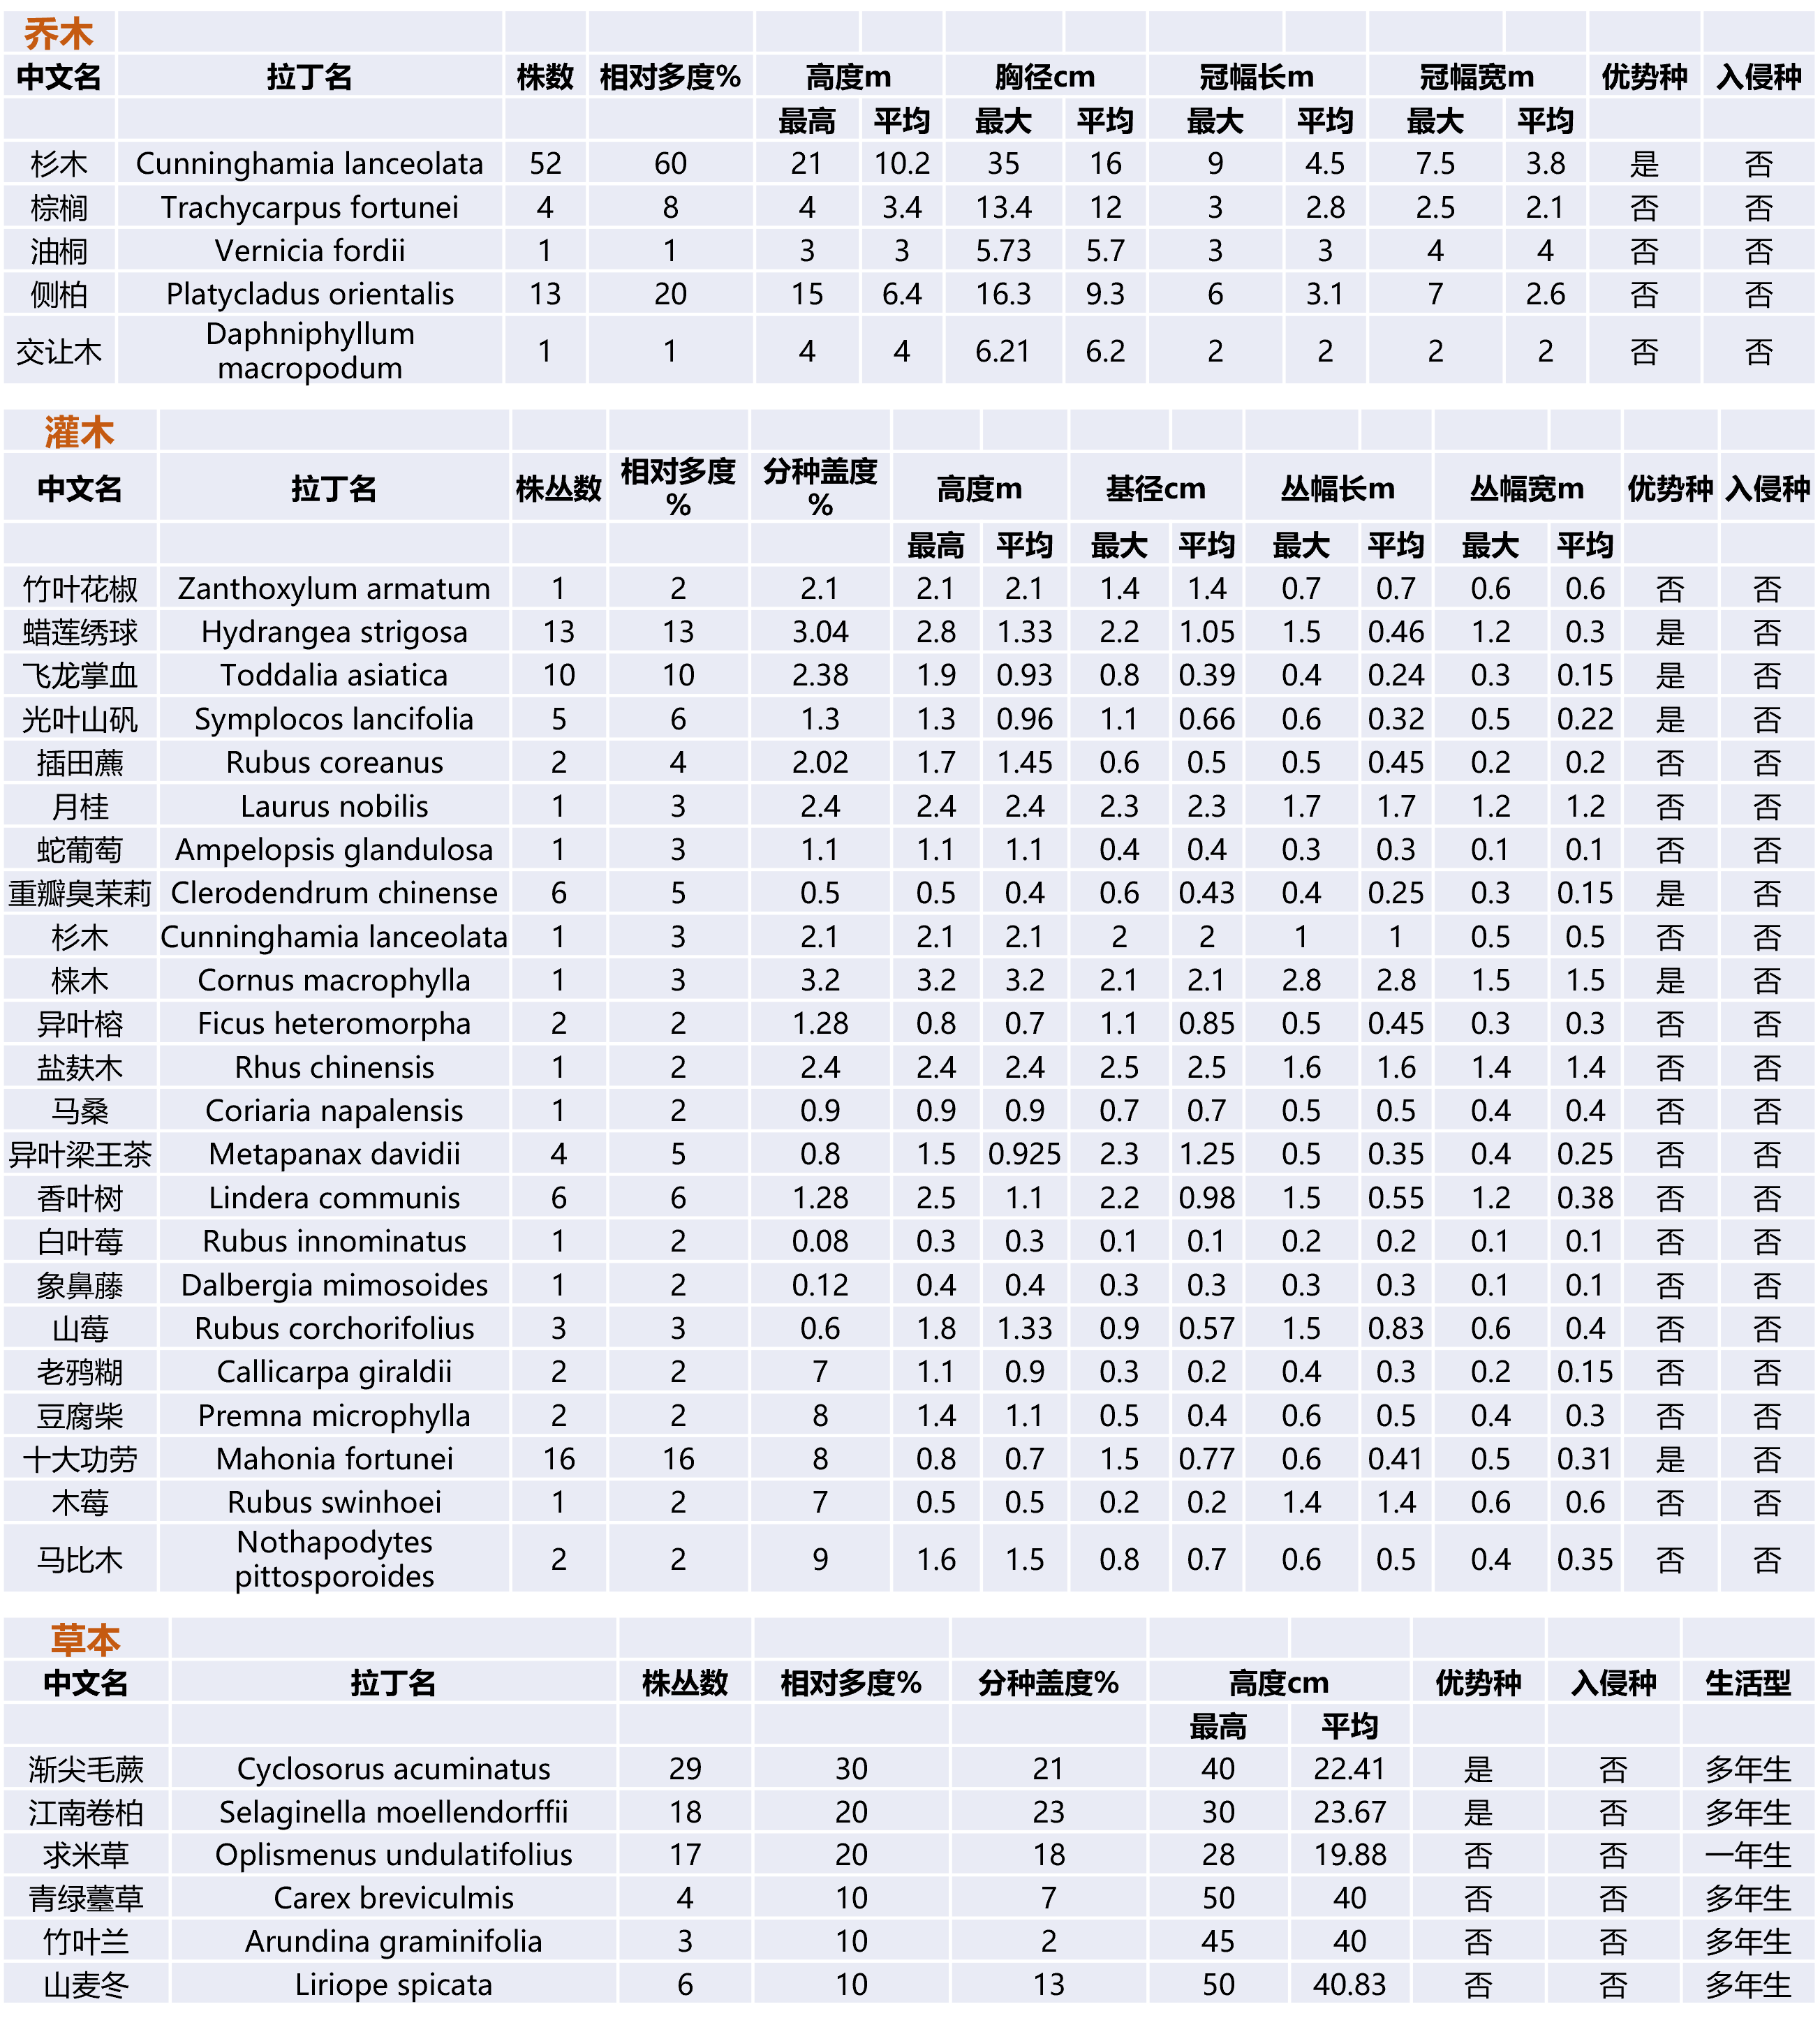 乔木
中文名 拉丁名 株数 相对多度% 高度m 胸径cm 冠幅长m 冠幅宽m 优势种 入侵种
最高 平均 最大 平均 最大 平均 最大 平均
杉木 Cunninghamia lanceolata 52 60 21 10.2 35 16 9 4.5 7.5 3.8 是 否
棕榈 Trachycarpus fortunei 4 8 4 3.4 13.4 12 3 2.8 2.5 2.1 否 否
油桐 Vernicia fordii 1 1 3 3 5.73 5.7 3 3 4 4 否 否
侧柏 Platycladus orientalis 13 20 15 6.4 16.3 9.3 6 3.1 7 2.6 否 否
交让木 Daphniphyllum
macropodum 1 1 4 4 6.21 6.2 2 2 2 2 否 否
灌木
中文名 拉丁名 株丛数 相对多度
% 分种盖度
% 高度m 基径cm 丛幅长m 丛幅宽m 优势种 入侵种
最高 平均 最大 平均 最大 平均 最大 平均
竹叶花椒 Zanthoxylum armatum 1 2 2.1 2.1 2.1 1.4 1.4 0.7 0.7 0.6 0.6 否 否
蜡莲绣球 Hydrangea strigosa 13 13 3.04 2.8 1.33 2.2 1.05 1.5 0.46 1.2 0.3 是 否
飞龙掌血 Toddalia asiatica 10 10 2.38 1.9 0.93 0.8 0.39 0.4 0.24 0.3 0.15 是 否
光叶山矾 Symplocos lancifolia 5 6 1.3 1.3 0.96 1.1 0.66 0.6 0.32 0.5 0.22 是 否
插田藨 Rubus coreanus 2 4 2.02 1.7 1.45 0.6 0.5 0.5 0.45 0.2 0.2 否 否
月桂 Laurus nobilis 1 3 2.4 2.4 2.4 2.3 2.3 1.7 1.7 1.2 1.2 否 否
蛇葡萄 Ampelopsis glandulosa 1 3 1.1 1.1 1.1 0.4 0.4 0.3 0.3 0.1 0.1 否 否
重瓣臭茉莉 Clerodendrum chinense 6 5 0.5 0.5 0.4 0.6 0.43 0.4 0.25 0.3 0.15 是 否
杉木 Cunninghamia lanceolata 1 3 2.1 2.1 2.1 2 2 1 1 0.5 0.5 否 否
梾木 Cornus macrophylla 1 3 3.2 3.2 3.2 2.1 2.1 2.8 2.8 1.5 1.5 是 否
异叶榕 Ficus heteromorpha 2 2 1.28 0.8 0.7 1.1 0.85 0.5 0.45 0.3 0.3 否 否
盐麸木 Rhus chinensis 1 2 2.4 2.4 2.4 2.5 2.5 1.6 1.6 1.4 1.4 否 否
马桑 Coriaria napalensis 1 2 0.9 0.9 0.9 0.7 0.7 0.5 0.5 0.4 0.4 否 否
异叶梁王茶 Metapanax davidii 4 5 0.8 1.5 0.925 2.3 1.25 0.5 0.35 0.4 0.25 否 否
香叶树 Lindera communis 6 6 1.28 2.5 1.1 2.2 0.98 1.5 0.55 1.2 0.38 否 否
白叶莓 Rubus innominatus 1 2 0.08 0.3 0.3 0.1 0.1 0.2 0.2 0.1 0.1 否 否
象鼻藤 Dalbergia mimosoides 1 2 0.12 0.4 0.4 0.3 0.3 0.3 0.3 0.1 0.1 否 否
山莓 Rubus corchorifolius 3 3 0.6 1.8 1.33 0.9 0.57 1.5 0.83 0.6 0.4 否 否
老鸦糊 Callicarpa giraldii 2 2 7 1.1 0.9 0.3 0.2 0.4 0.3 0.2 0.15 否 否
豆腐柴 Premna microphylla 2 2 8 1.4 1.1 0.5 0.4 0.6 0.5 0.4 0.3 否 否
十大功劳 Mahonia fortunei 16 16 8 0.8 0.7 1.5 0.77 0.6 0.41 0.5 0.31 是 否
木莓 Rubus swinhoei 1 2 7 0.5 0.5 0.2 0.2 1.4 1.4 0.6 0.6 否 否
马比木 Nothapodytes
pittosporoides 2 2 9 1.6 1.5 0.8 0.7 0.6 0.5 0.4 0.35 否 否
草本
中文名 拉丁名 株丛数 相对多度% 分种盖度% 高度cm 优势种 入侵种 生活型
最高 平均
渐尖毛蕨 Cyclosorus acuminatus 29 30 21 40 22.41 是 否 多年生
江南卷柏 Selaginella moellendorffii 18 20 23 30 23.67 是 否 多年生
求米草 Oplismenus undulatifolius 17 20 18 28 19.88 否 否 一年生
青绿薹草 Carex breviculmis 4 10 7 50 40 否 否 多年生
竹叶兰 Arundina graminifolia 3 10 2 45 40 否 否 多年生
山麦冬 Liriope spicata 6 10 13 50 40.83 否 否 多年生